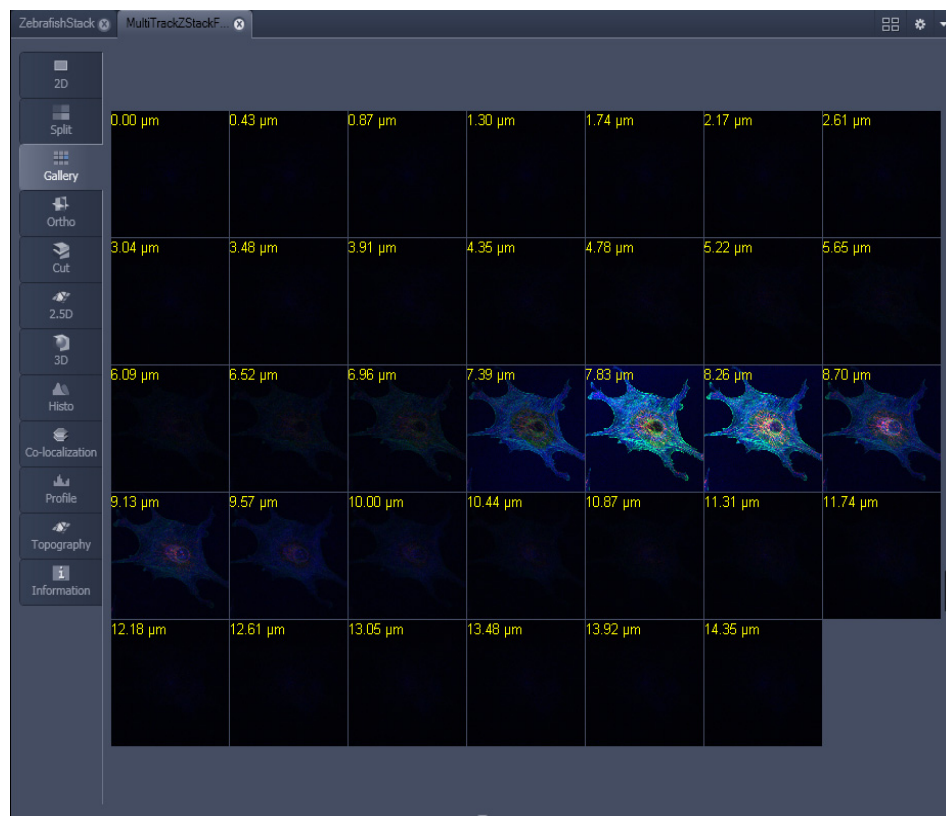 ZebrafishStack MultiTrackZStackF...
2D
Split
Gallery
Ortho
Cut
2.5D
3D
Histo
Co-localization
Profile
Topography
Information
0.00 µm 0.43 µm 0.87 µm 1.30 µm 1.74 µm 2.17 µm 2.61 µm
3.04 µm 3.48 µm 3.91 µm 4.35 µm 4.78 µm 5.22 µm 5.65 µm
6.09 µm 6.52 µm 6.96 µm 7.39 µm 7.83 µm 8.26 µm 8.70 µm
9.13 µm 9.57 µm 10.00 µm 10.44 µm 10.87 µm 11.31 µm 11.74 µm
12.18 µm 12.61 µm 13.05 µm 13.48 µm 13.92 µm 14.35 µm